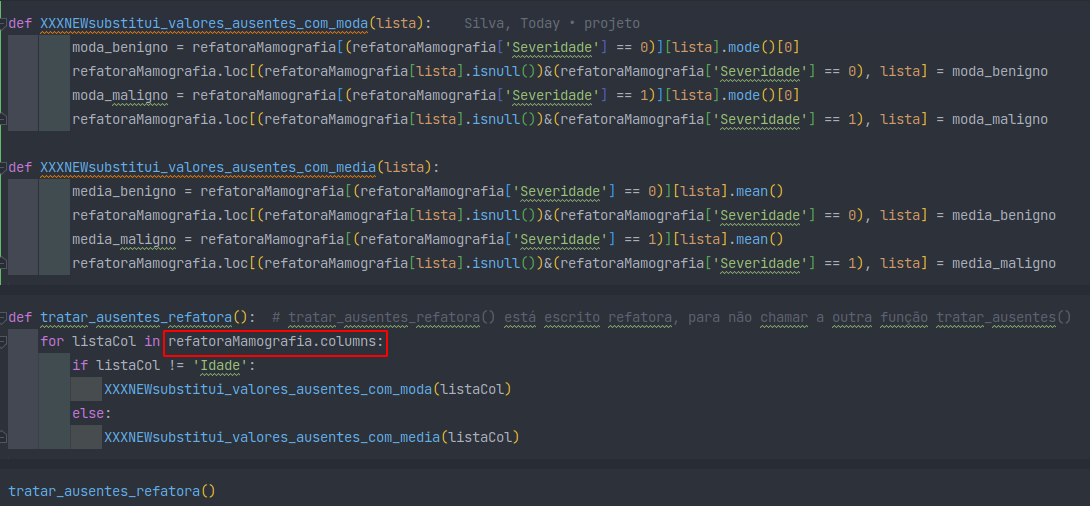 def XXXNEWsubstitui_valores_ausentes_com_moda(lista):    Silva, Today • projeto
        moda_benigno = refatoraMamografia[(refatoraMamografia['Severidade'] == 0)][lista].mode()[0]
        refatoraMamografia.loc[(refatoraMamografia[lista].isnull())&(refatoraMamografia['Severidade'] == 0), lista] = moda_benigno
        moda_maligno = refatoraMamografia[(refatoraMamografia['Severidade'] == 1)][lista].mode()[0]
        refatoraMamografia.loc[(refatoraMamografia[lista].isnull())&(refatoraMamografia['Severidade'] == 1), lista] = moda_maligno
def XXXNEWsubstitui_valores_ausentes_com_media(lista):
        media_benigno = refatoraMamografia[(refatoraMamografia['Severidade'] == 0)][lista].mean()
        refatoraMamografia.loc[(refatoraMamografia[lista].isnull())&(refatoraMamografia['Severidade'] == 0), lista] = media_benigno
        media_maligno = refatoraMamografia[(refatoraMamografia['Severidade'] == 1)][lista].mean()
        refatoraMamografia.loc[(refatoraMamografia[lista].isnull())&(refatoraMamografia['Severidade'] == 1), lista] = media_maligno
def tratar_ausentes_refatora():  # tratar_ausentes_refatora() está escrito refatora, para não chamar a outra função tratar_ausentes()
    for listaCol in refatoraMamografia.columns:
        if listaCol != 'Idade':
            XXXNEWsubstitui_valores_ausentes_com_moda(listaCol)
        else:
            XXXNEWsubstitui_valores_ausentes_com_media(listaCol)
tratar_ausentes_refatora()